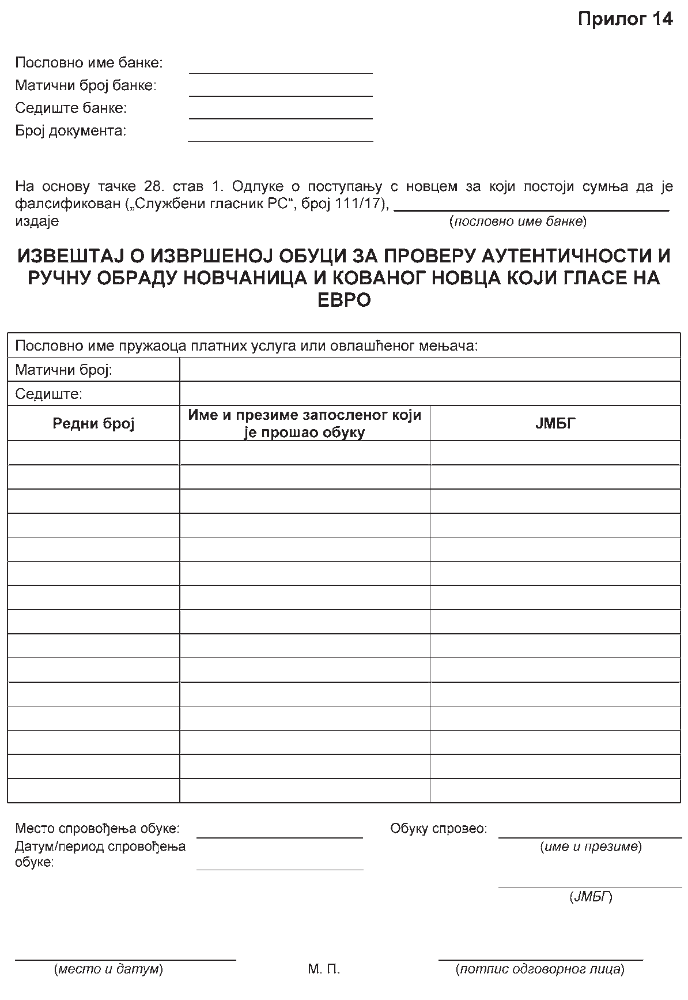 Прилог 14
Пословно име банке:
Матични број банке:
Седиште банке:
Број документа:
На основу тачке 28. став 1. Одлуке о поступању с новцем за који постоји сумња да је
фалсификован („Службени гласник РС“, број 111/17),
издаје (пословно име банке)
ИЗВЕШТАЈ О ИЗВРШЕНОЈ ОБУЦИ ЗА ПРОВЕРУ АУТЕНТИЧНОСТИ И
РУЧНУ ОБРАДУ НОВЧАНИЦА И КОВАНОГ НОВЦА КОЈИ ГЛАСЕ НА
ЕВРО
Пословно име пружаоца платних услуга или овлашћеног мењача:
Матични број:
Седиште:
Редни број
Име и презиме запосленог који
је прошао обуку
ЈМБГ
Место спровођења обуке:
Датум/период спровођења
обуке:
Обуку спровео:
(име и презиме)
(ЈМБГ)
(место и датум) М. П. (потпис одговорног лица)